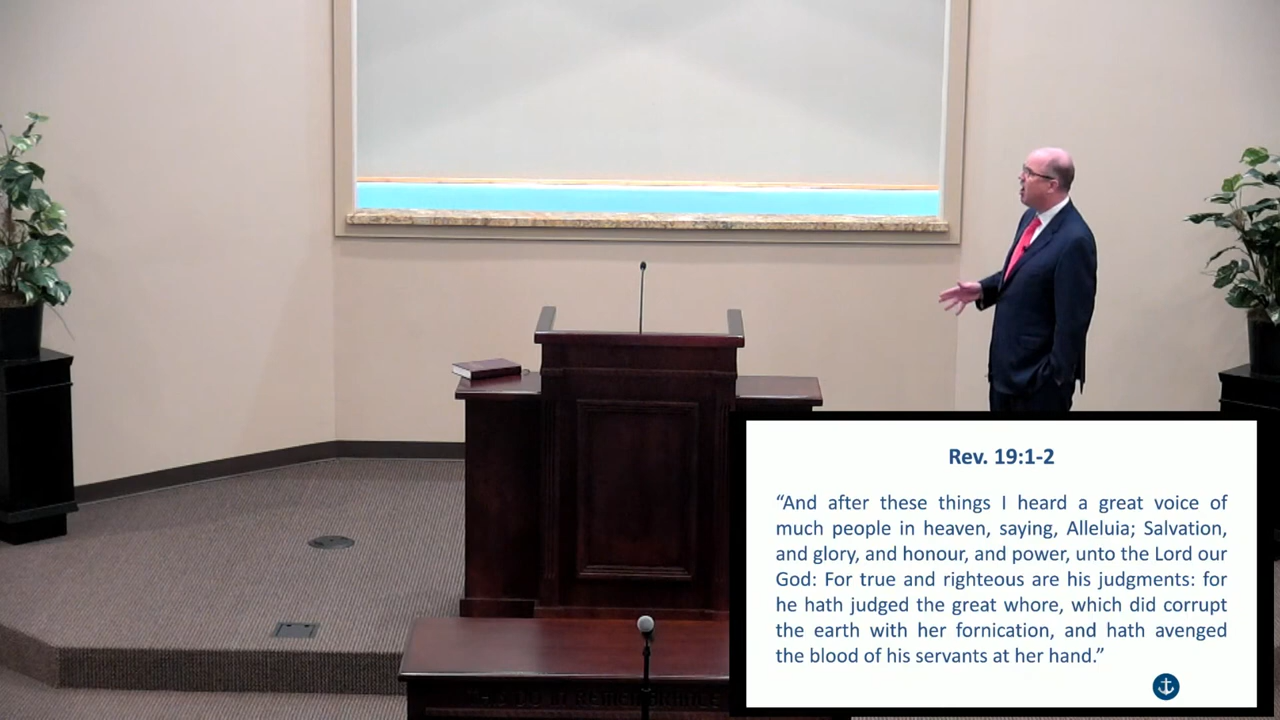 Rev. 19:1-2
“And after these things I heard a great voice of
much people in heaven, saying, Alleluia; Salvation,
and glory, and honour, and power, unto the Lord our
God: For true and righteous are his judgments: for
he hath judged the great whore, which did corrupt
the earth with her fornication, and hath avenged
the blood of his servants at her hand.”